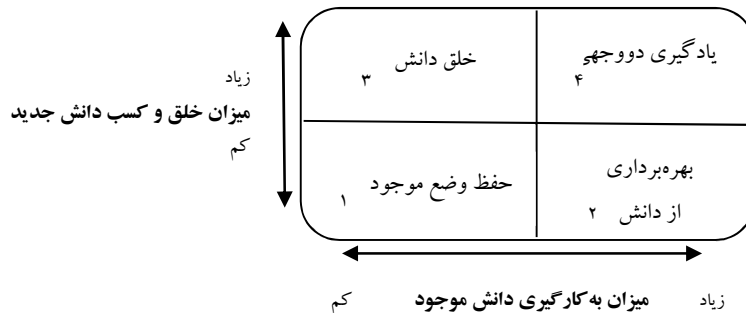 یادگیری دووجهی
۴
خلق دانش
۳
زیاد
میزان خلق و کسب دانش جدید
کم
بهره‌برداری
از دانش ۲
حفظ وضع موجود
۱
زیاد میزان به‌کارگیری دانش موجود کم